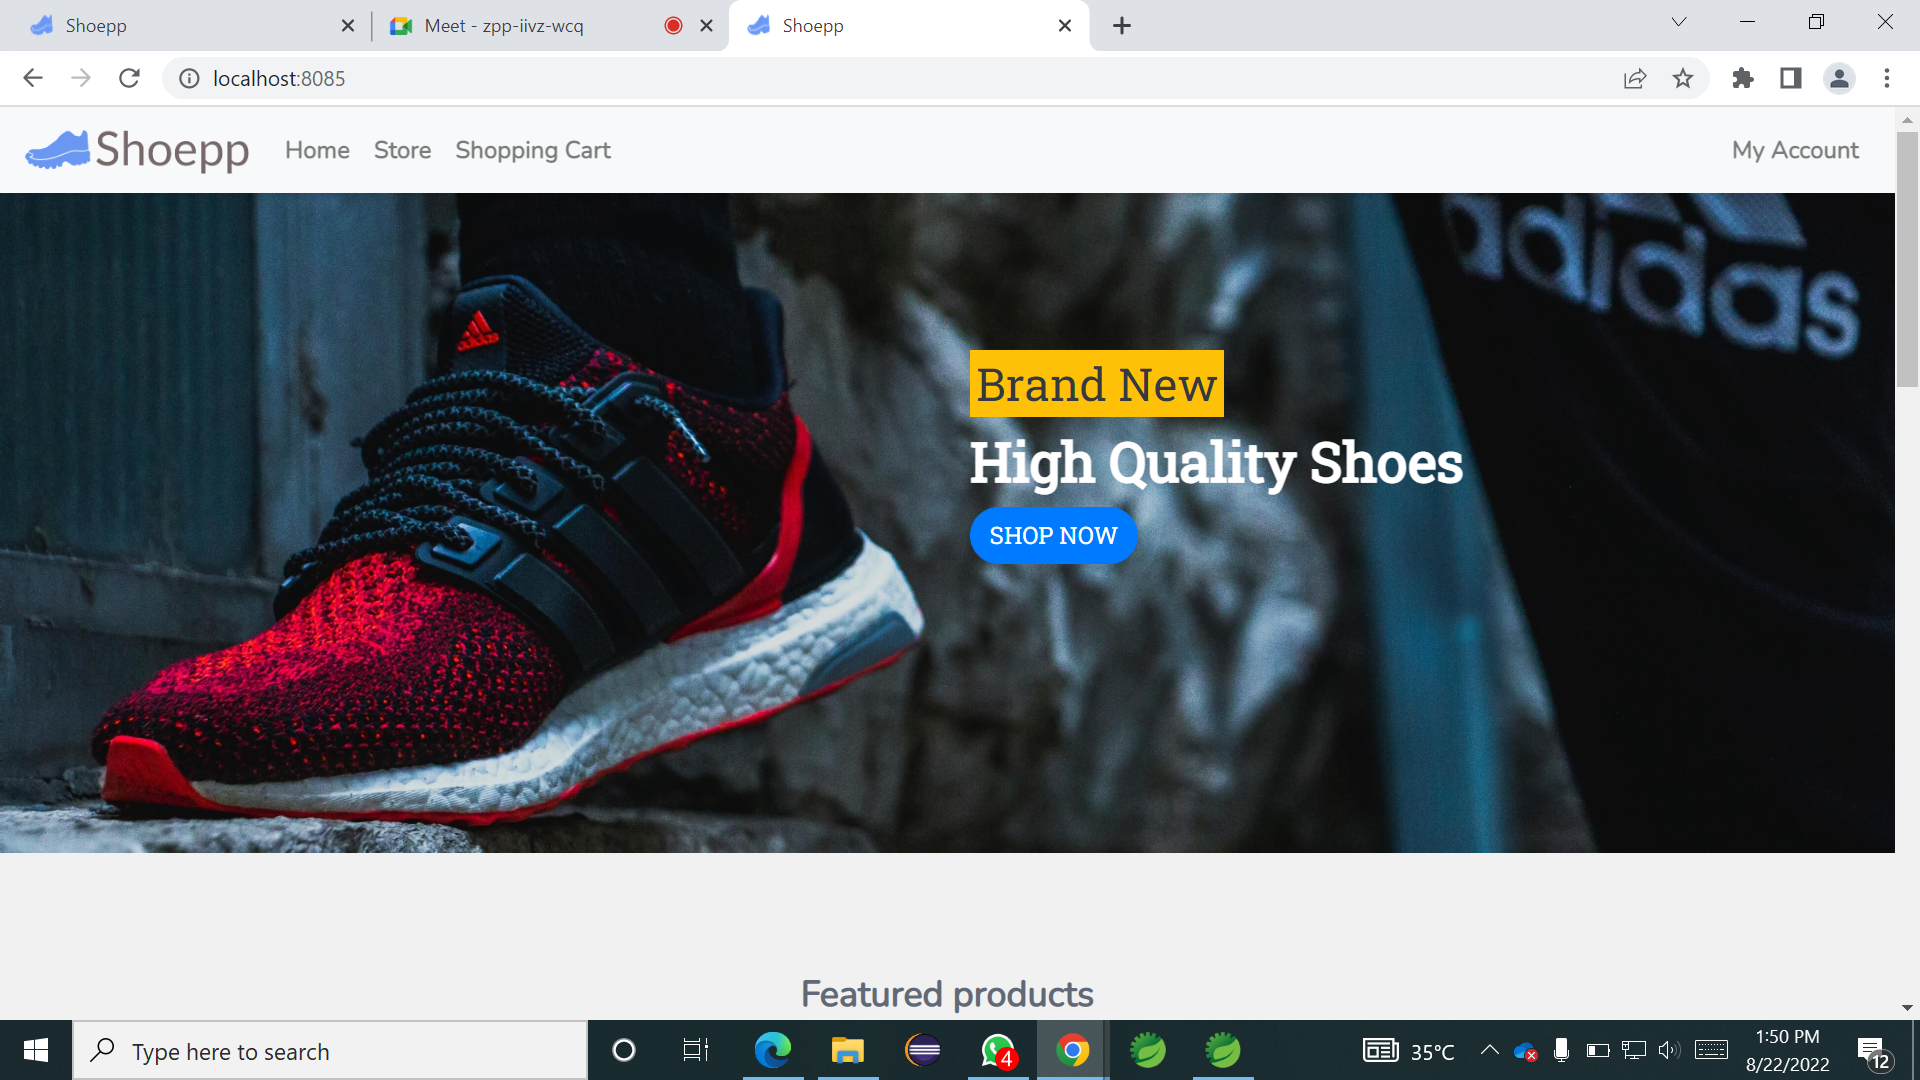 Shoepp
Meet - zpp-iivz-wcq
Shoepp
localhost:8085
Shoepp
Home
Store
Shopping Cart
My Account
adidas
adidas
Brand New
High Quality Shoes
SHOP NOW
Featured products
Type here to search
4
35°C
1:50 PM
8/22/2022
12